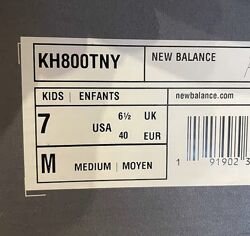 KH800TNY
NEW BALANCE
KIDS | ENFANTS
newbalance.com
7 USA 6½ UK
40 EUR
M MEDIUM | MOYEN
1 91902 3